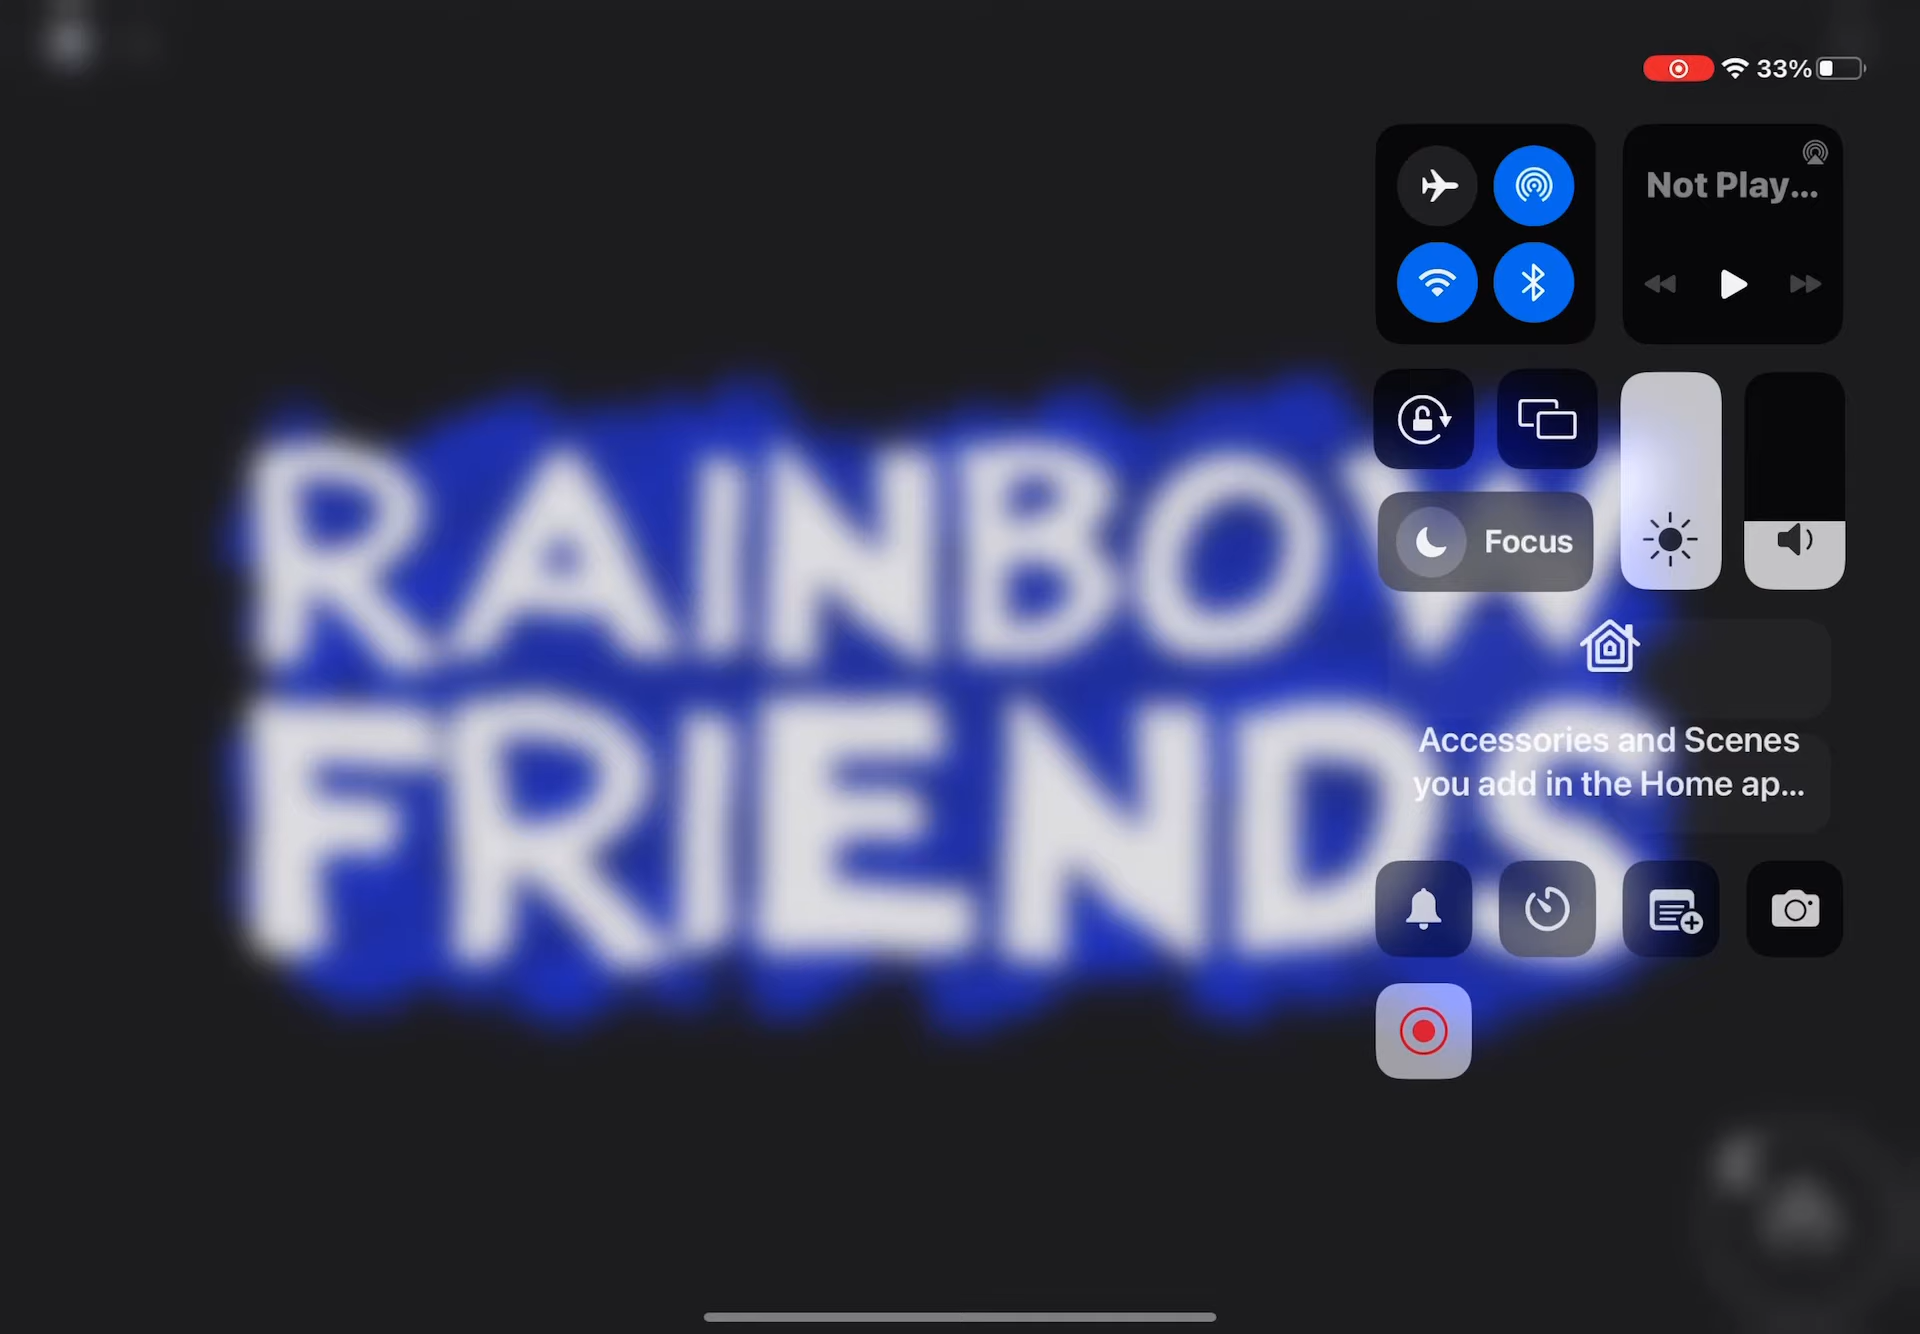 33%
Not Play...
RAINBOW
Focus
FRIENDS
Accessories and Scenes
you add in the Home ap...